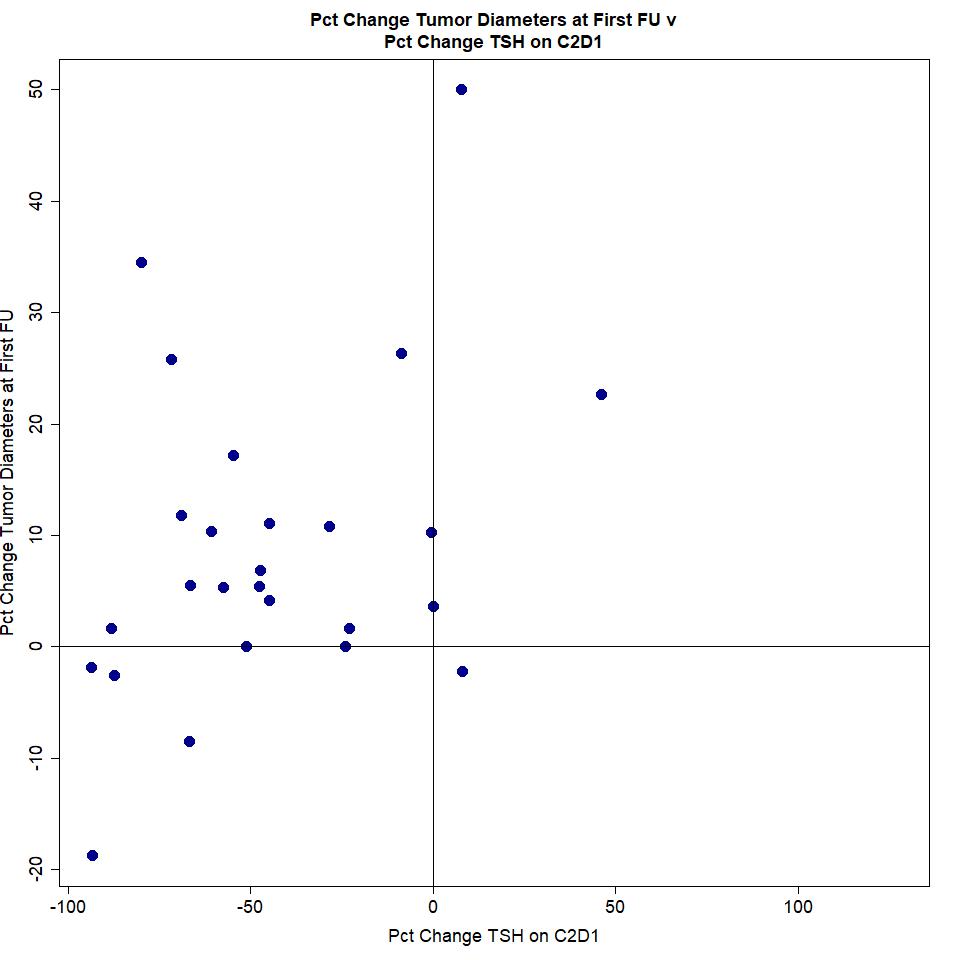 Pct Change Tumor Diameters at First FU v
Pct Change TSH on C2D1
Pct Change Tumor Diameters at First FU
50
40
30
20
10
0
-10
-20
-100 -50 0 50 100
Pct Change TSH on C2D1